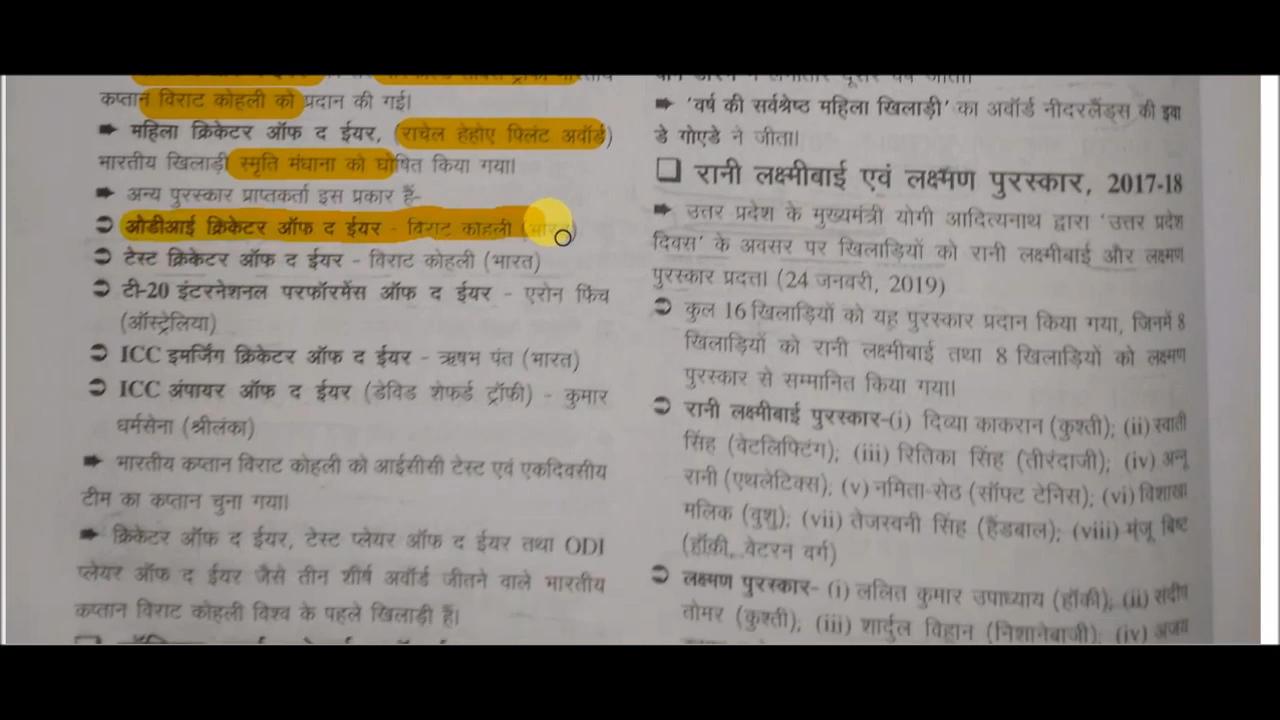 कप्तान विराट कोहली को प्रदान की गई।
➡ महिला क्रिकेटर ऑफ द ईयर, (राचेल हेहोए फ्लिंट अवॉर्ड)
भारतीय खिलाड़ी स्मृति मंधाना को घोषित किया गया।
➡ अन्य पुरस्कार प्राप्तकर्ता इस प्रकार हैं-
ओडीआई क्रिकेटर ऑफ द ईयर - विराट कोहली (भारत)
टेस्ट क्रिकेटर ऑफ द ईयर - विराट कोहली (भारत)
टी-20 इंटरनेशनल परफॉरमेंस ऑफ द ईयर - एरोन फिंच
(ऑस्ट्रेलिया)
ICC इमर्जिंग क्रिकेटर ऑफ द ईयर - ऋषभ पंत (भारत)
ICC अंपायर ऑफ द ईयर (डेविड शेफर्ड ट्रॉफी) - कुमार
धर्मसेना (श्रीलंका)
➡ भारतीय कप्तान विराट कोहली को आईसीसी टेस्ट एवं एकदिवसीय
टीम का कप्तान चुना गया।
➡ क्रिकेटर ऑफ द ईयर, टेस्ट प्लेयर ऑफ द ईयर तथा ODI
प्लेयर ऑफ द ईयर जैसे तीन शीर्ष अवॉर्ड जीतने वाले भारतीय
कप्तान विराट कोहली विश्व के पहले खिलाड़ी हैं।
➡ 'वर्ष की सर्वश्रेष्ठ महिला खिलाड़ी' का अवॉर्ड नीदरलैंड्स की इवा
डे गोएडे ने जीता।
❑ रानी लक्ष्मीबाई एवं लक्ष्मण पुरस्कार, 2017-18
➡ उत्तर प्रदेश के मुख्यमंत्री योगी आदित्यनाथ द्वारा 'उत्तर प्रदेश
दिवस' के अवसर पर खिलाड़ियों को रानी लक्ष्मीबाई और लक्ष्मण
पुरस्कार प्रदत्त। (24 जनवरी, 2019)
कुल 16 खिलाड़ियों को यह पुरस्कार प्रदान किया गया, जिनमें 8
खिलाड़ियों को रानी लक्ष्मीबाई तथा 8 खिलाड़ियों को लक्ष्मण
पुरस्कार से सम्मानित किया गया।
रानी लक्ष्मीबाई पुरस्कार-(i) दिव्या काकरान (कुश्ती); (ii) स्वाती
सिंह (वेटलिफ्टिंग); (iii) रितिका सिंह (तीरंदाजी); (iv) अन्नू
रानी (एथलेटिक्स); (v) नमिता सेठ (सॉफ्ट टेनिस); (vi) विशाखा
मलिक (वुशू); (vii) तेजस्वनी सिंह (हैंडबाल); (viii) मंजू बिष्ट
(हॉकी, वेटरन वर्ग)
लक्ष्मण पुरस्कार- (i) ललित कुमार उपाध्याय (हॉकी); (ii) संदीप
तोमर (कुश्ती); (iii) शार्दुल विहान (निशानेबाजी); (iv) अजय